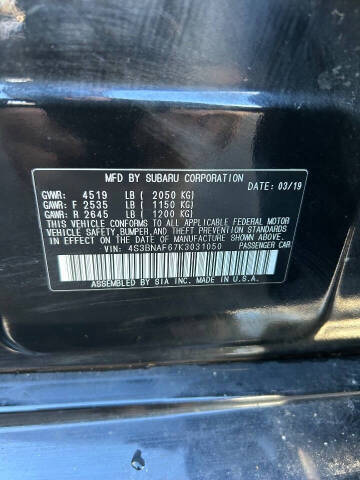 MFD BY SUBARU CORPORATION
DATE: 03/19
GVWR: 4519 LB ( 2050 KG)
GAWR: F 2535 LB ( 1150 KG)
GAWR: R 2645 LB ( 1200 KG)
THIS VEHICLE CONFORMS TO ALL APPLICABLE FEDERAL MOTOR
VEHICLE SAFETY, BUMPER, AND THEFT PREVENTION STANDARDS
IN EFFECT ON THE DATE OF MANUFACTURE SHOWN ABOVE.
VIN: 4S3BNAF67K3031050 PASSENGER CAR
ASSEMBLED BY SIA INC. MADE IN U.S.A.